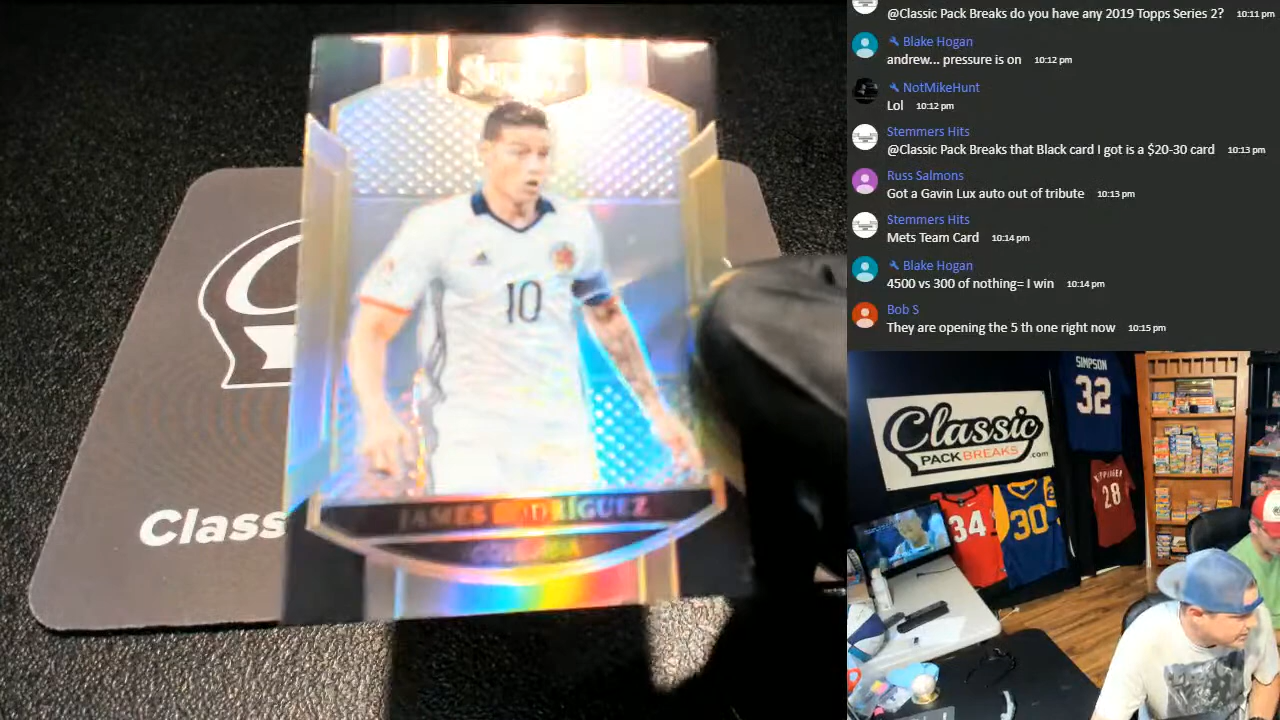 @Classic Pack Breaks do you have any 2019 Topps Series 2? 10:11 pm
Blake Hogan
andrew... pressure is on 10:12 pm
NotMikeHunt
Lol 10:12 pm
Stemmers Hits
@Classic Pack Breaks that Black card I got is a $20-30 card 10:13 pm
Russ Salmons
Got a Gavin Lux auto out of tribute 10:13 pm
Stemmers Hits
Mets Team Card 10:14 pm
Blake Hogan
4500 vs 300 of nothing= I win 10:14 pm
Bob S
They are opening the 5 th one right now 10:15 pm
10
JAMES RODRÍGUEZ
Class
Classic
PACK BREAKS.com
SIMPSON
32
34
30
28